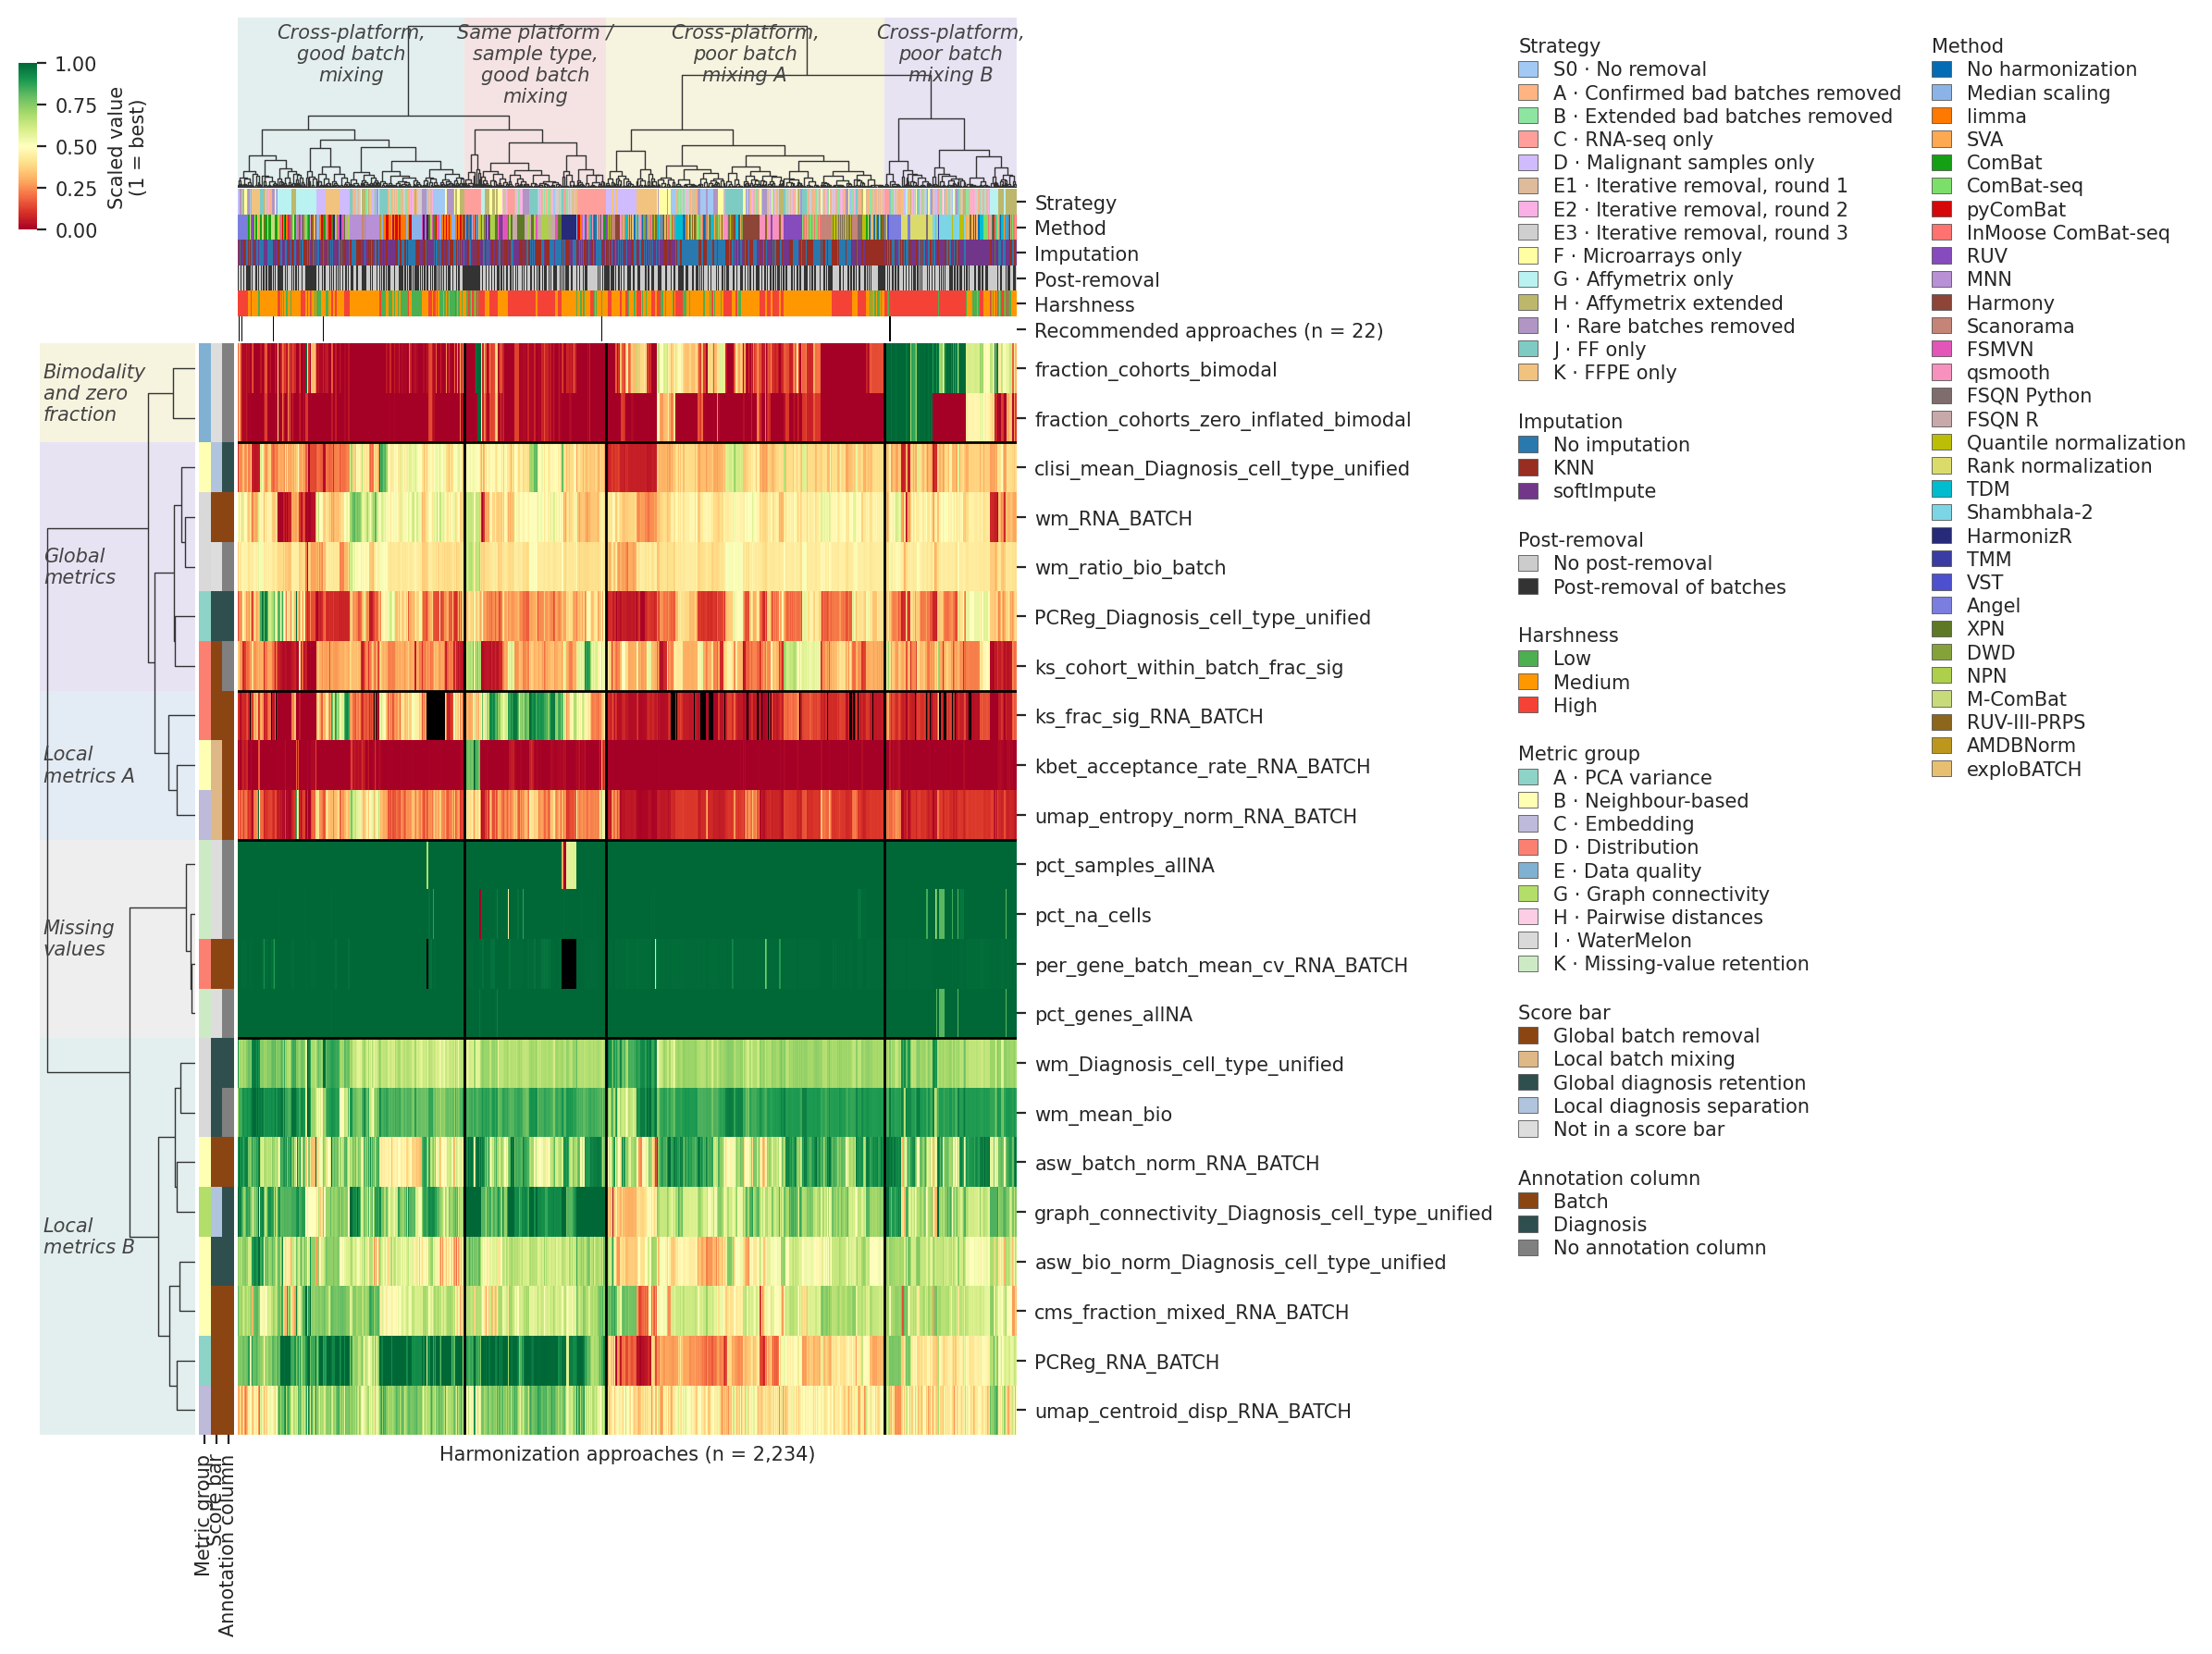 Cross-platform,
good batch
mixing
Same platform /
sample type,
good batch
mixing
Cross-platform,
poor batch
mixing A
Cross-platform,
poor batch
mixing B
1.00
0.75
0.50
0.25
0.00
Scaled value
(1 = best)
Strategy
Method
Imputation
Post-removal
Harshness
Recommended approaches (n = 22)
Bimodality
and zero
fraction
Global
metrics
Local
metrics A
Missing
values
Local
metrics B
fraction_cohorts_bimodal
fraction_cohorts_zero_inflated_bimodal
clisi_mean_Diagnosis_cell_type_unified
wm_RNA_BATCH
wm_ratio_bio_batch
PCReg_Diagnosis_cell_type_unified
ks_cohort_within_batch_frac_sig
ks_frac_sig_RNA_BATCH
kbet_acceptance_rate_RNA_BATCH
umap_entropy_norm_RNA_BATCH
pct_samples_allNA
pct_na_cells
per_gene_batch_mean_cv_RNA_BATCH
pct_genes_allNA
wm_Diagnosis_cell_type_unified
wm_mean_bio
asw_batch_norm_RNA_BATCH
graph_connectivity_Diagnosis_cell_type_unified
asw_bio_norm_Diagnosis_cell_type_unified
cms_fraction_mixed_RNA_BATCH
PCReg_RNA_BATCH
umap_centroid_disp_RNA_BATCH
Harmonization approaches (n = 2,234)
Metric group
Score bar
Annotation column
Strategy
S0 · No removal
A · Confirmed bad batches removed
B · Extended bad batches removed
C · RNA-seq only
D · Malignant samples only
E1 · Iterative removal, round 1
E2 · Iterative removal, round 2
E3 · Iterative removal, round 3
F · Microarrays only
G · Affymetrix only
H · Affymetrix extended
I · Rare batches removed
J · FF only
K · FFPE only
Imputation
No imputation
KNN
softImpute
Post-removal
No post-removal
Post-removal of batches
Harshness
Low
Medium
High
Metric group
A · PCA variance
B · Neighbour-based
C · Embedding
D · Distribution
E · Data quality
G · Graph connectivity
H · Pairwise distances
I · WaterMelon
K · Missing-value retention
Score bar
Global batch removal
Local batch mixing
Global diagnosis retention
Local diagnosis separation
Not in a score bar
Annotation column
Batch
Diagnosis
No annotation column
Method
No harmonization
Median scaling
limma
SVA
ComBat
ComBat-seq
pyComBat
InMoose ComBat-seq
RUV
MNN
Harmony
Scanorama
FSMVN
qsmooth
FSQN Python
FSQN R
Quantile normalization
Rank normalization
TDM
Shambhala-2
HarmonizR
TMM
VST
Angel
XPN
DWD
NPN
M-ComBat
RUV-III-PRPS
AMDBNorm
exploBATCH